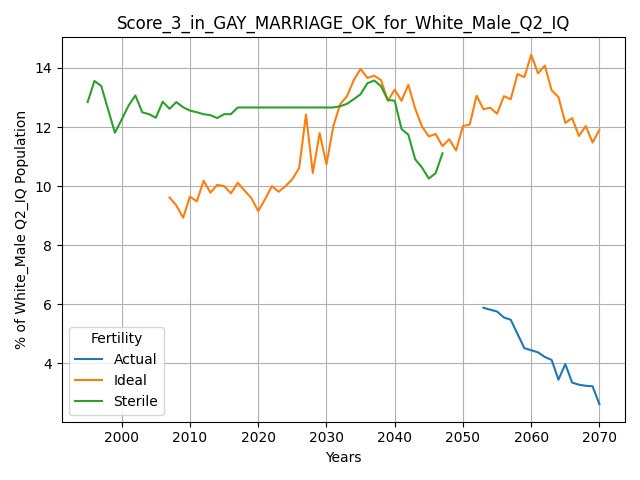 Score_3_in_GAY_MARRIAGE_OK_for_White_Male_Q2_IQ
% of White_Male Q2_IQ Population
14
12
10
8
6
4
Fertility
Actual
Ideal
Sterile
2000 2010 2020 2030 2040 2050 2060 2070
Years